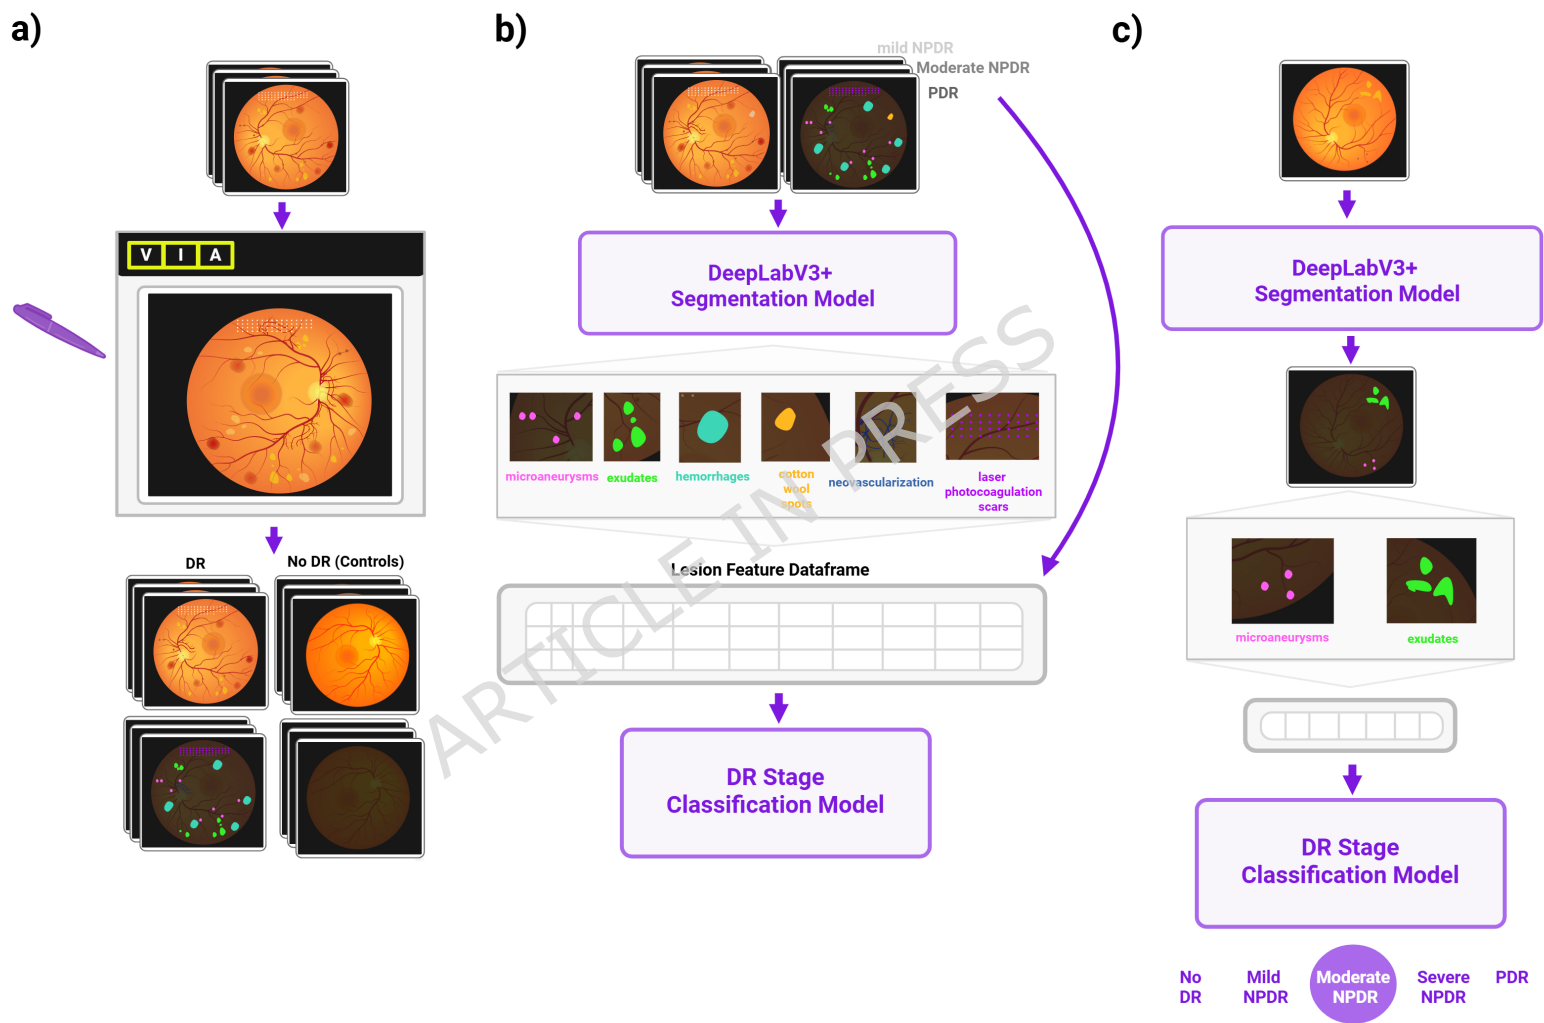 a)
V I A
DR
No DR (Controls)
b)
mild NPDR
Moderate NPDR
PDR
DeepLabV3+
Segmentation Model
microaneurysms
exudates
hemorrhages
cotton
wool
spots
neovascularization
laser
photocoagulation
scars
Lesion Feature Dataframe
DR Stage
Classification Model
ARTICLE IN PRESS
c)
DeepLabV3+
Segmentation Model
microaneurysms
exudates
DR Stage
Classification Model
No
DR
Mild
NPDR
Moderate
NPDR
Severe
NPDR
PDR